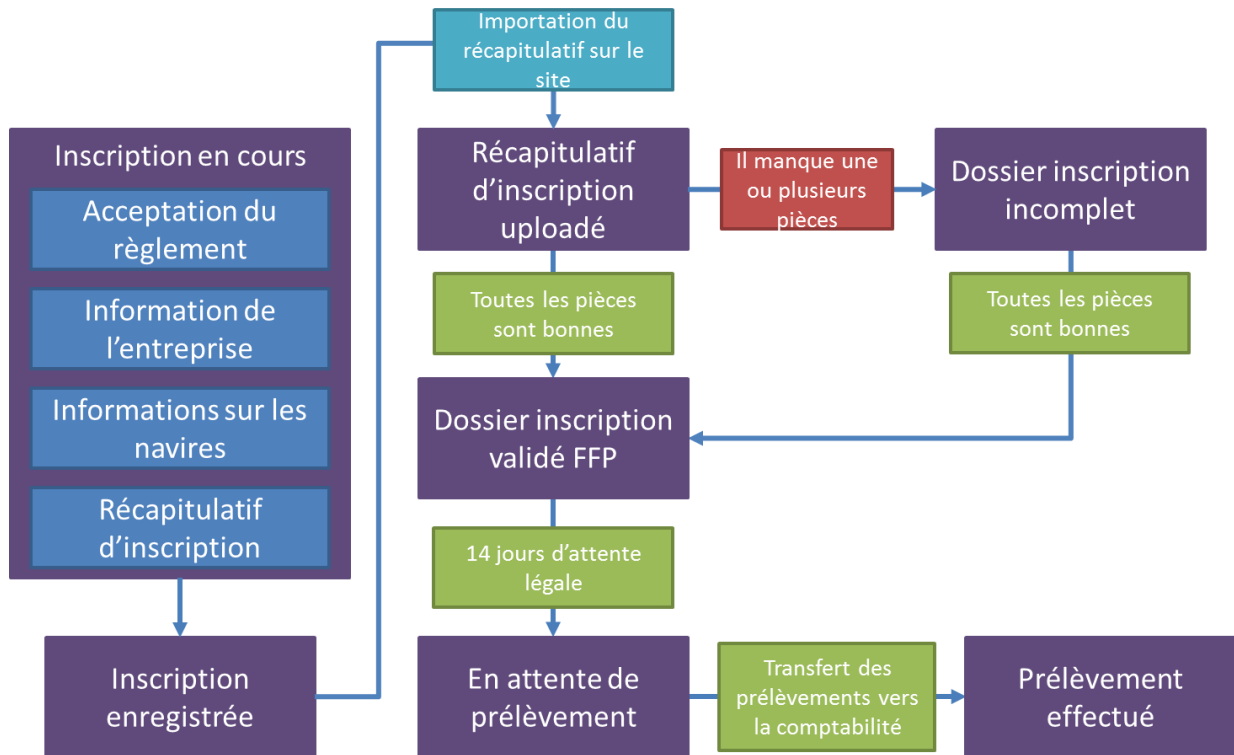 Importation du
récapitulatif sur le
site
Inscription en cours
Acceptation du
règlement
Information de
l’entreprise
Informations sur les
navires
Récapitulatif
d’inscription
Inscription
enregistrée
Récapitulatif
d’inscription
uploadé
Il manque une
ou plusieurs
pièces
Dossier inscription
incomplet
Toutes les pièces
sont bonnes
Toutes les pièces
sont bonnes
Dossier inscription
validé FFP
14 jours d’attente
légale
En attente de
prélèvement
Transfert des
prélèvements vers
la comptabilité
Prélèvement
effectué